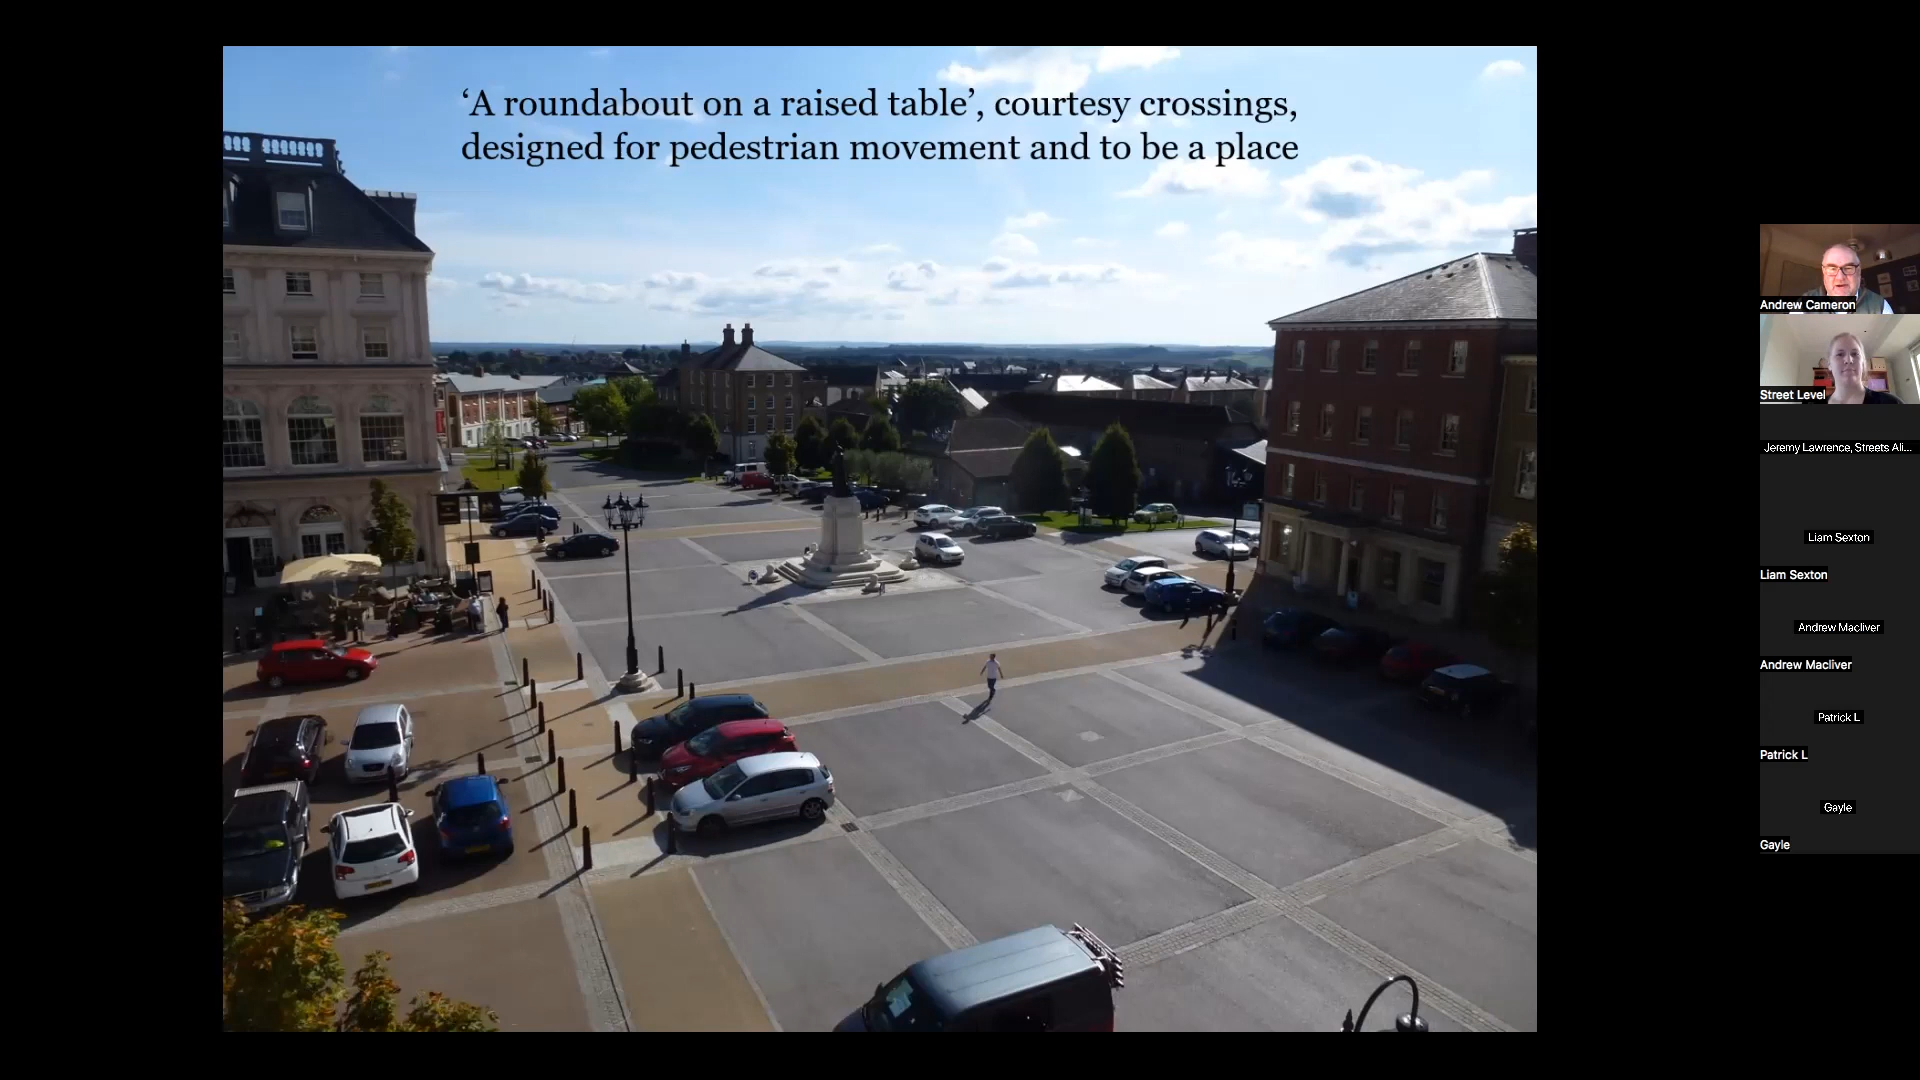 ‘A roundabout on a raised table’, courtesy crossings,
designed for pedestrian movement and to be a place
Andrew Cameron
Street Level
Jeremy Lawrence, Streets Ali...
Liam Sexton
Liam Sexton
Andrew Macliver
Andrew Macliver
Patrick L
Patrick L
Gayle
Gayle